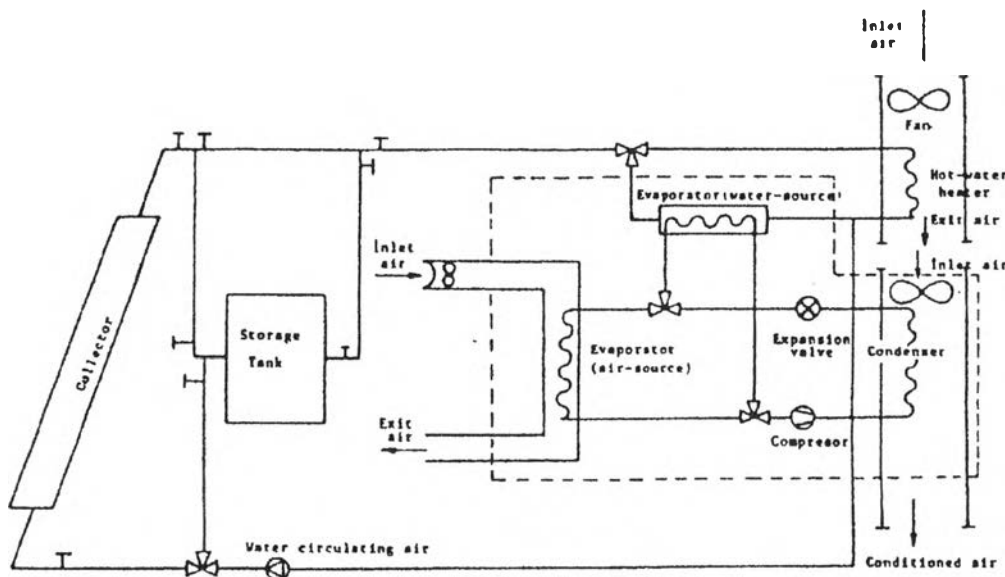 Inlet
air
Fan
Hot-water
heater
Exit air
Inlet air
Evaporator(water-source)
Inlet
air
Collector
Storage
Tank
Evaporator
(air-source)
Expansion
valve
Condenser
Exit
air
Compresor
Water circulating air
Conditioned air